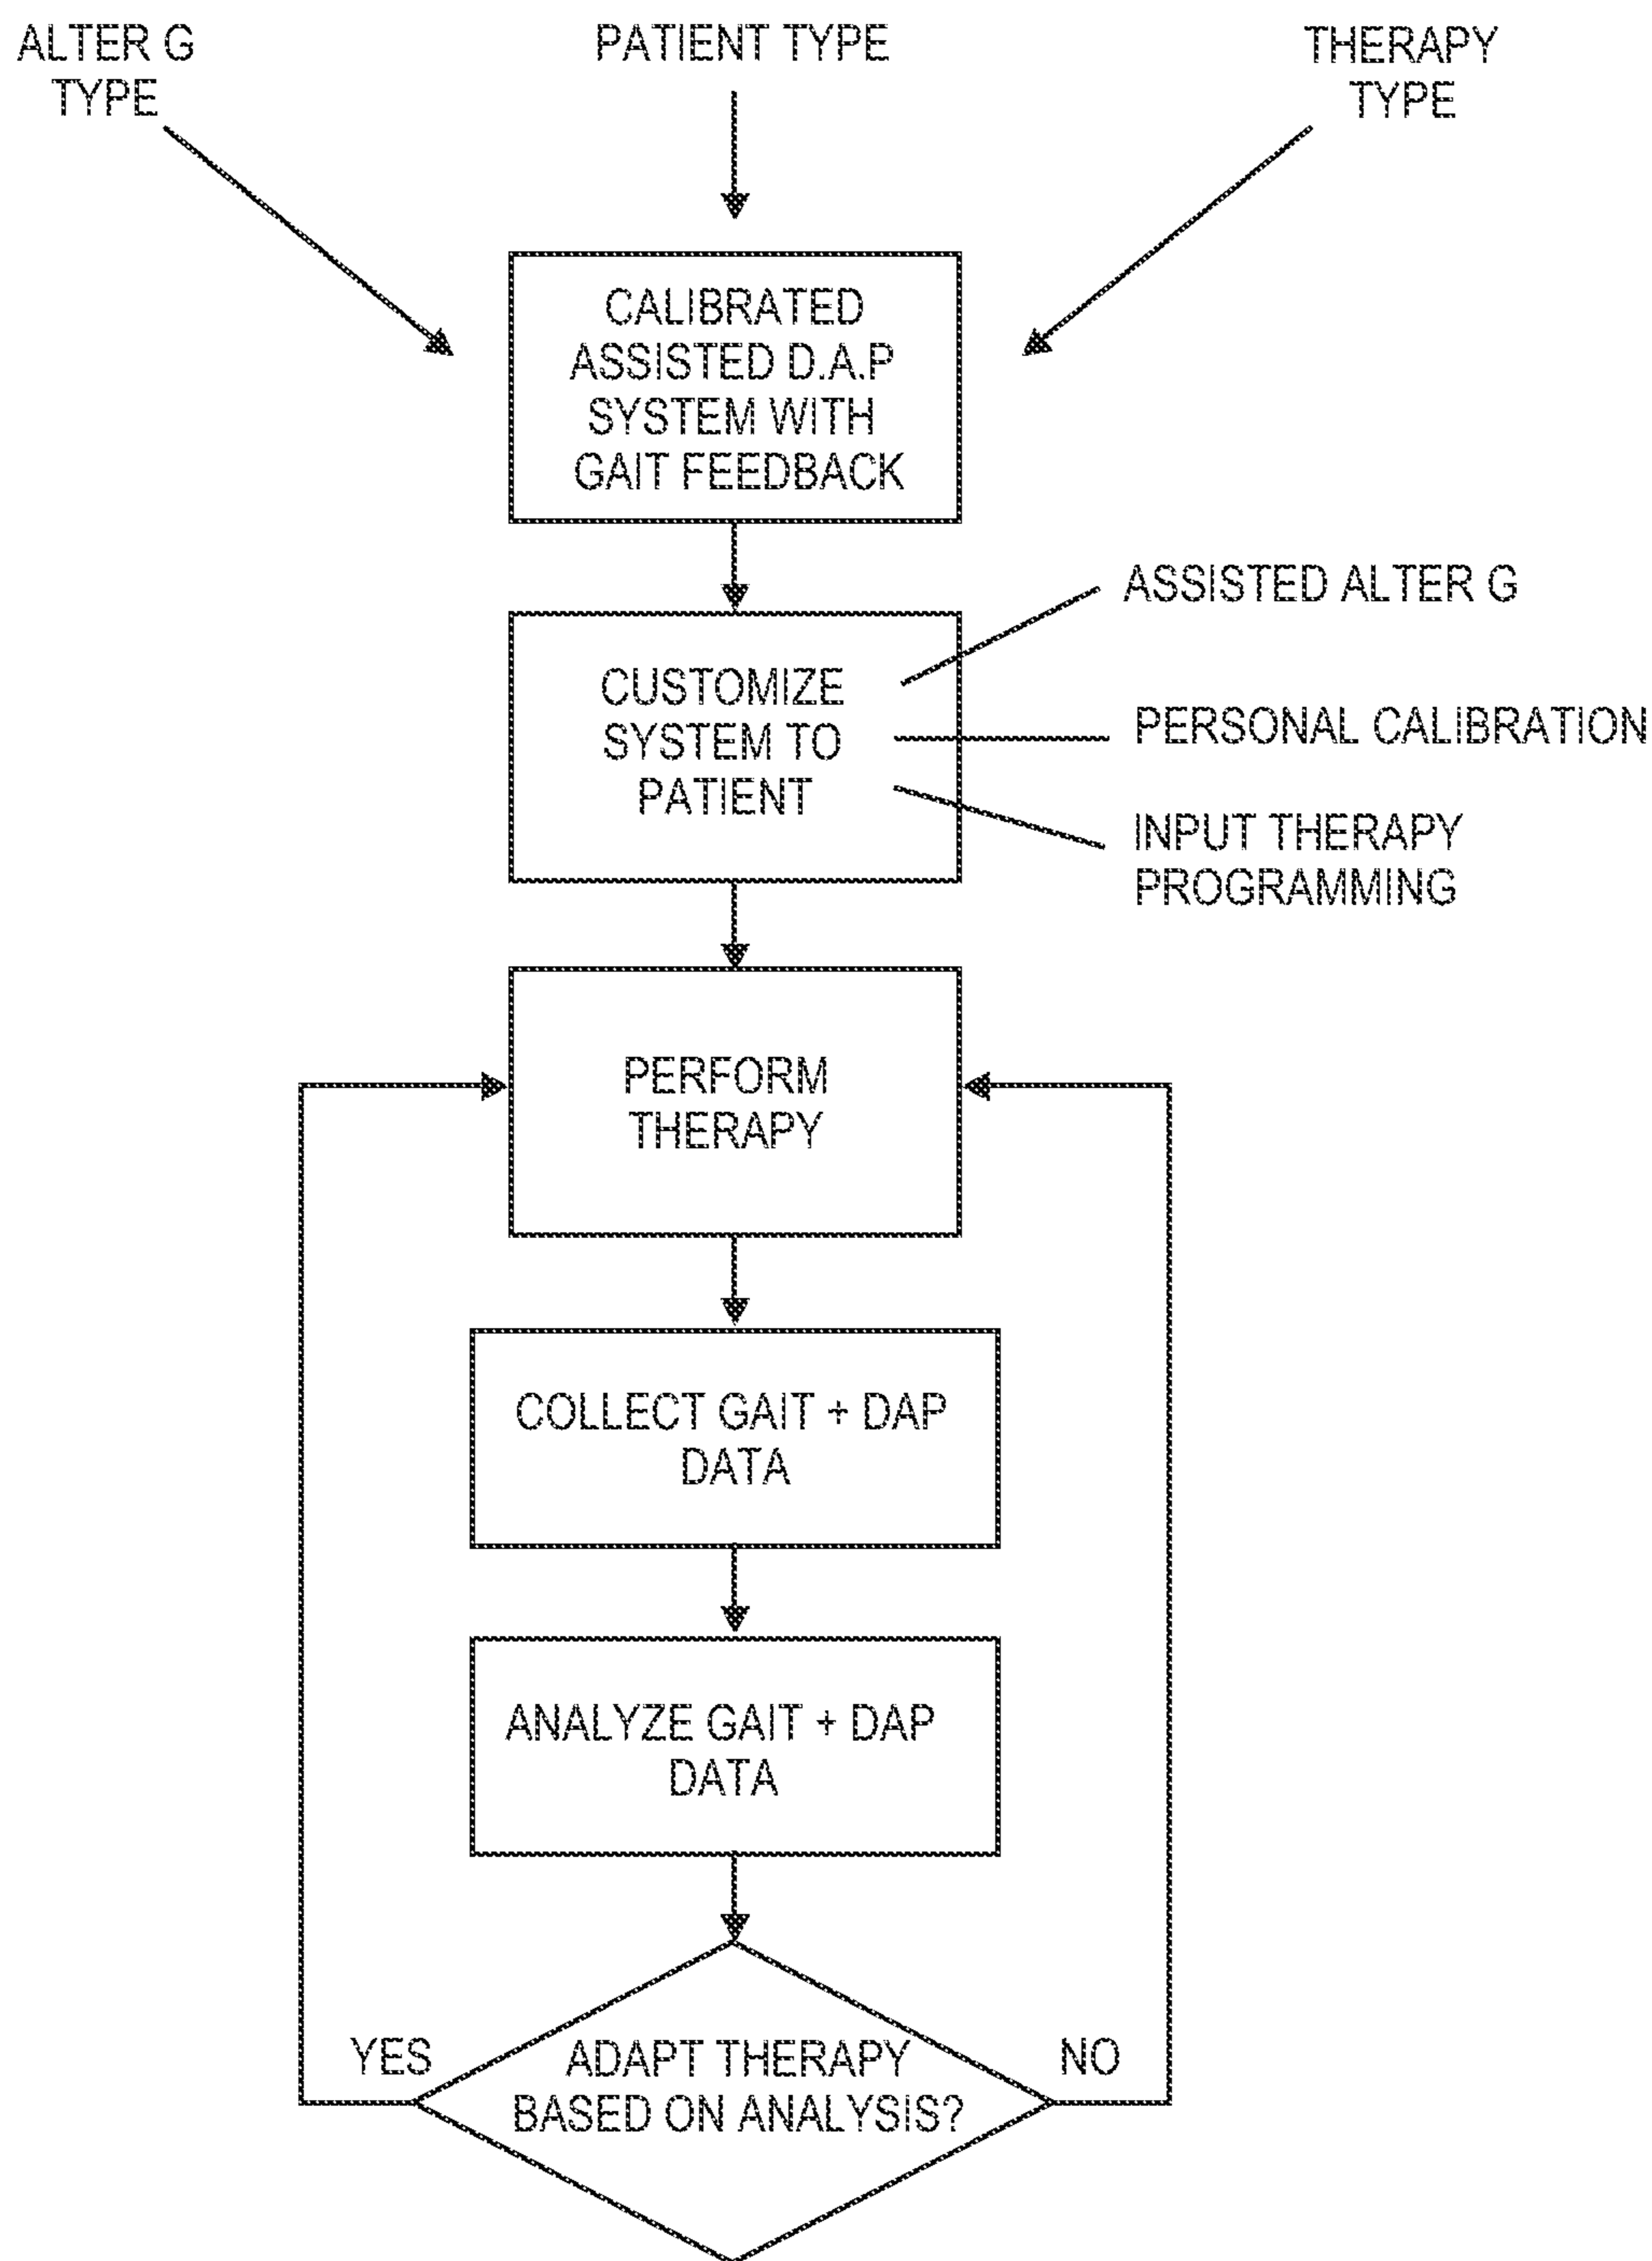 ALTER G
TYPE
PATIENT TYPE
THERAPY
TYPE
CALIBRATED
ASSISTED D.A.P
SYSTEM WITH
GAIT FEEDBACK
CUSTOMIZE
SYSTEM TO
PATIENT
ASSISTED ALTER G
PERSONAL CALIBRATION
INPUT THERAPY
PROGRAMMING
PERFORM
THERAPY
COLLECT GAIT + DAP
DATA
ANALYZE GAIT + DAP
DATA
YES
ADAPT THERAPY
BASED ON ANALYSIS?
NO